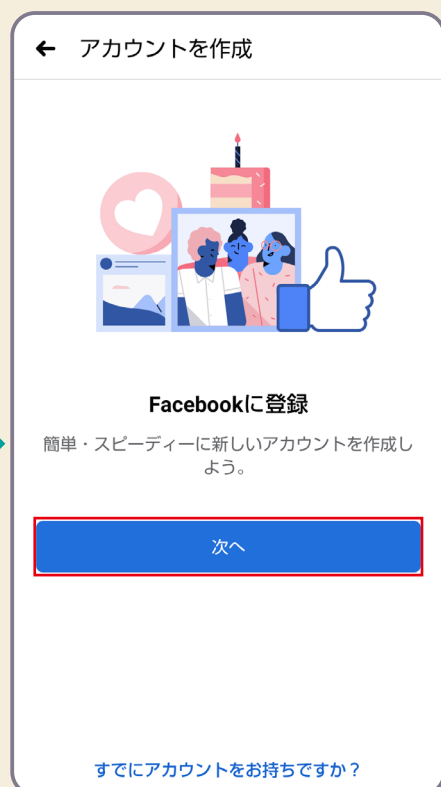 アカウントを作成
Facebookに登録
簡単・スピーディーに新しいアカウントを作成し
よう。
次へ
すでにアカウントをお持ちですか？